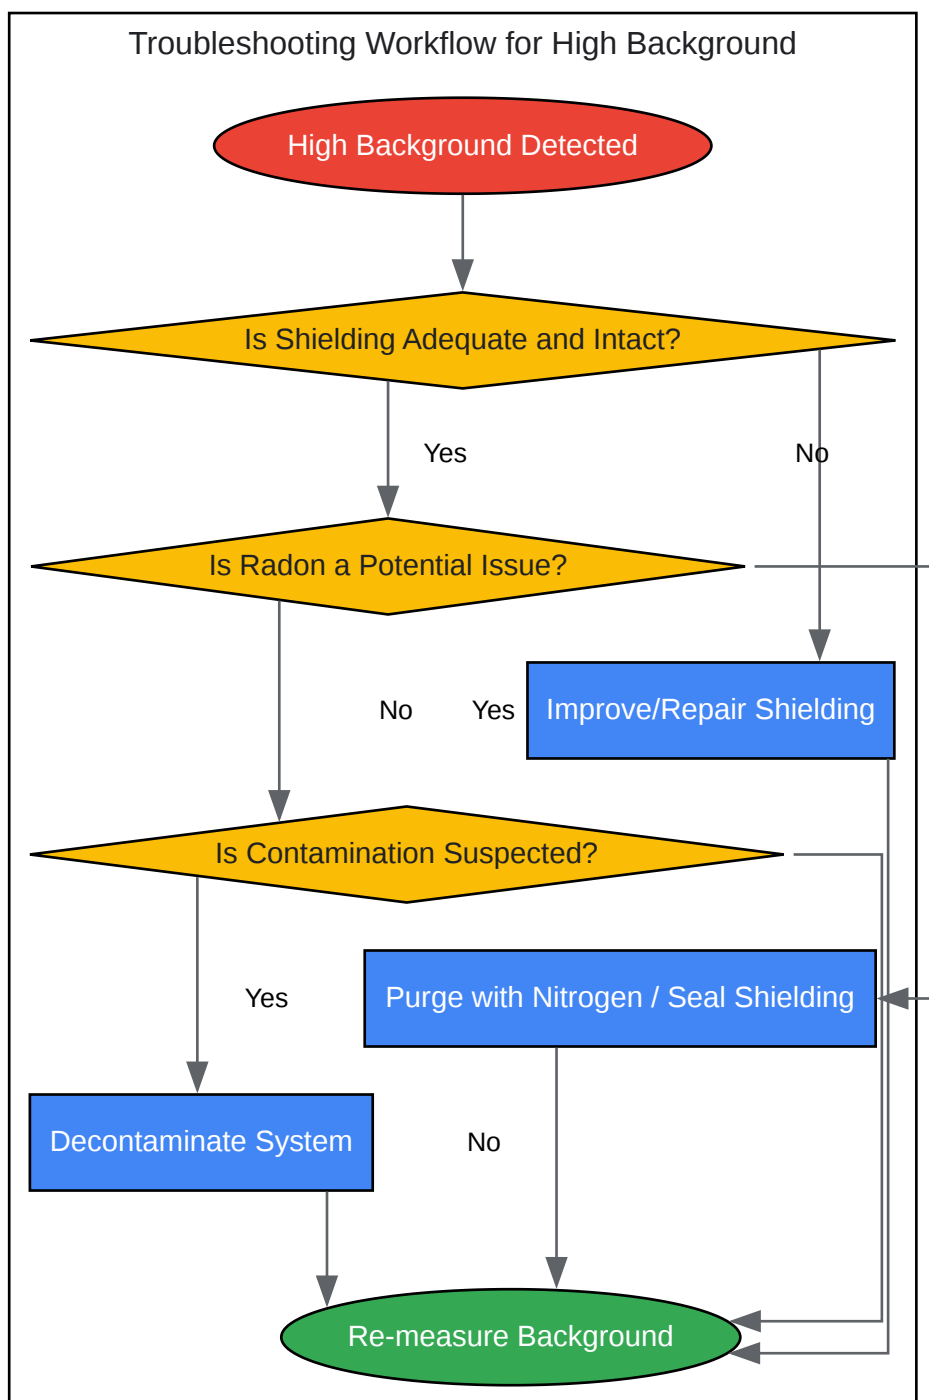 Troubleshooting Workflow for High Background
High Background Detected
Is Shielding Adequate and Intact?
Yes
No
Is Radon a Potential Issue?
No
Yes
Improve/Repair Shielding
Is Contamination Suspected?
Yes
Purge with Nitrogen / Seal Shielding
Decontaminate System
No
Re-measure Background